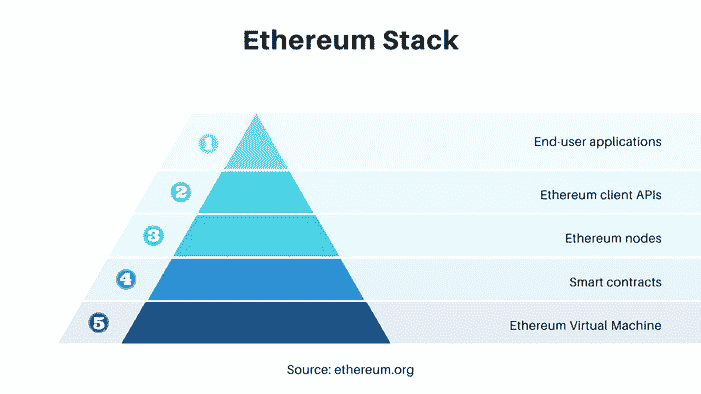 Ethereum Stack
1
End-user applications
2
Ethereum client APIs
3
Ethereum nodes
4
Smart contracts
5
Ethereum Virtual Machine
Source: ethereum.org